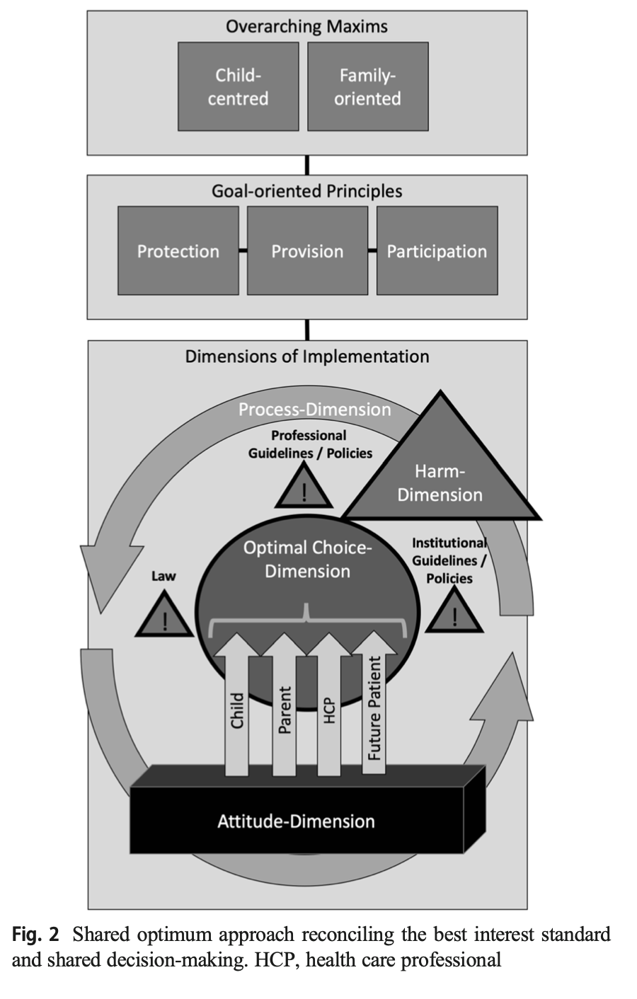 Overarching Maxims
Child-
centred
Family-
oriented
Goal-oriented Principles
Protection
Provision
Participation
Dimensions of Implementation
Process-Dimension
Professional
Guidelines / Policies
!
Harm-
Dimension
Optimal Choice-
Dimension
Institutional
Guidelines /
Policies
!
Law
!
Child
Parent
HCP
Future Patient
Attitude-Dimension
Fig. 2 Shared optimum approach reconciling the best interest standard
and shared decision-making. HCP, health care professional